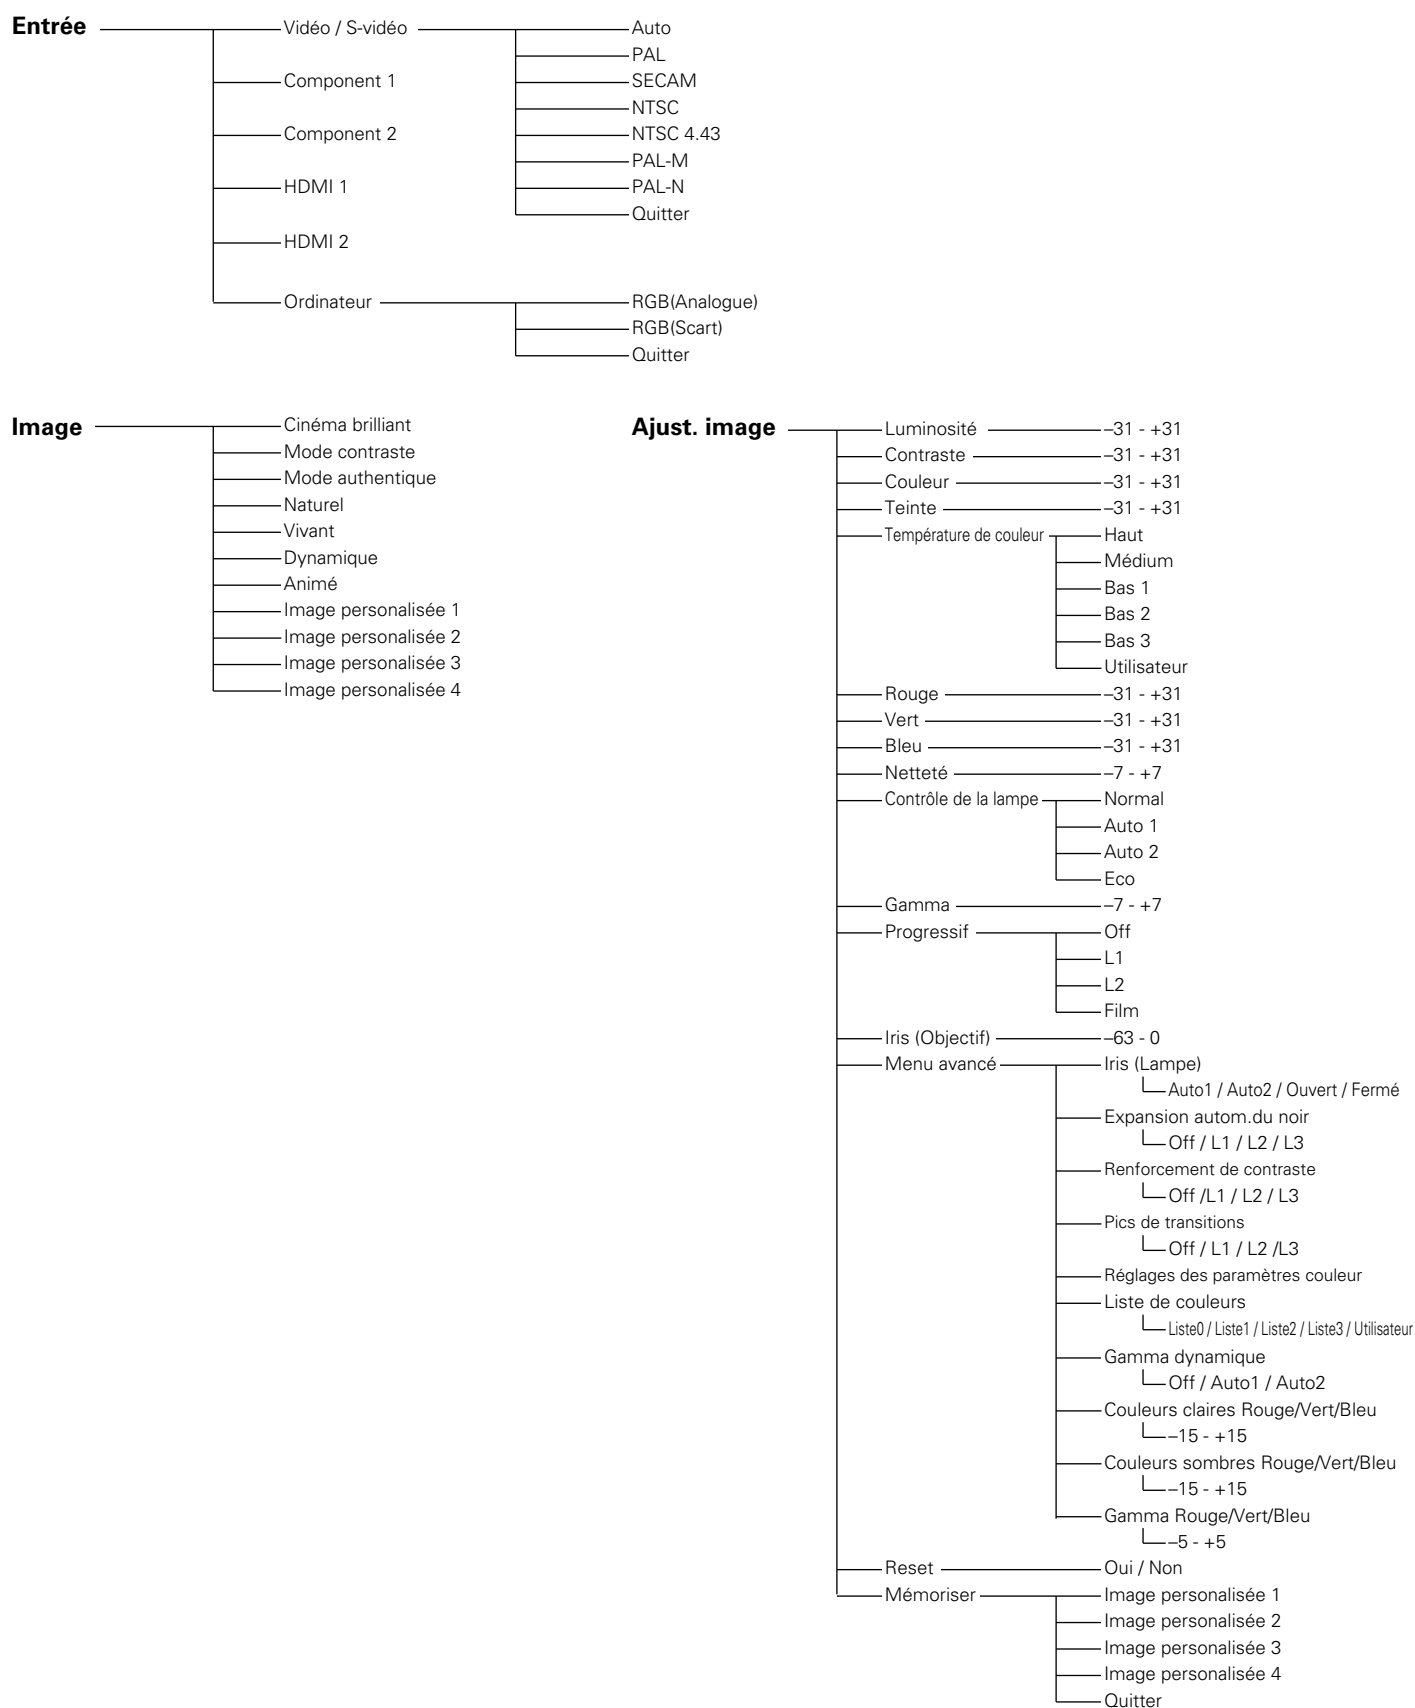 Entrée
Vidéo / S-vidéo
Auto
PAL
Component 1
SECAM
NTSC
Component 2
NTSC 4.43
PAL-M
HDMI 1
PAL-N
Quitter
HDMI 2
Ordinateur
RGB(Analogue)
RGB(Scart)
Quitter
Image
Cinéma brilliant
Mode contraste
Mode authentique
Naturel
Vivant
Dynamique
Animé
Image personalisée 1
Image personalisée 2
Image personalisée 3
Image personalisée 4
Ajust. image
Luminosité –31 - +31
Contraste –31 - +31
Couleur –31 - +31
Teinte –31 - +31
Température de couleur Haut
Médium
Bas 1
Bas 2
Bas 3
Utilisateur
Rouge –31 - +31
Vert –31 - +31
Bleu –31 - +31
Netteté –7 - +7
Contrôle de la lampe Normal
Auto 1
Auto 2
Eco
Gamma –7 - +7
Progressif Off
L1
L2
Film
Iris (Objectif) –63 - 0
Menu avancé Iris (Lampe)
Auto1 / Auto2 / Ouvert / Fermé
Expansion autom.du noir
Off / L1 / L2 / L3
Renforcement de contraste
Off /L1 / L2 / L3
Pics de transitions
Off / L1 / L2 /L3
Réglages des paramètres couleur
Liste de couleurs
Liste0 / Liste1 / Liste2 / Liste3 / Utilisateur
Gamma dynamique
Off / Auto1 / Auto2
Couleurs claires Rouge/Vert/Bleu
–15 - +15
Couleurs sombres Rouge/Vert/Bleu
–15 - +15
Gamma Rouge/Vert/Bleu
–5 - +5
Reset Oui / Non
Mémoriser Image personalisée 1
Image personalisée 2
Image personalisée 3
Image personalisée 4
Quitter